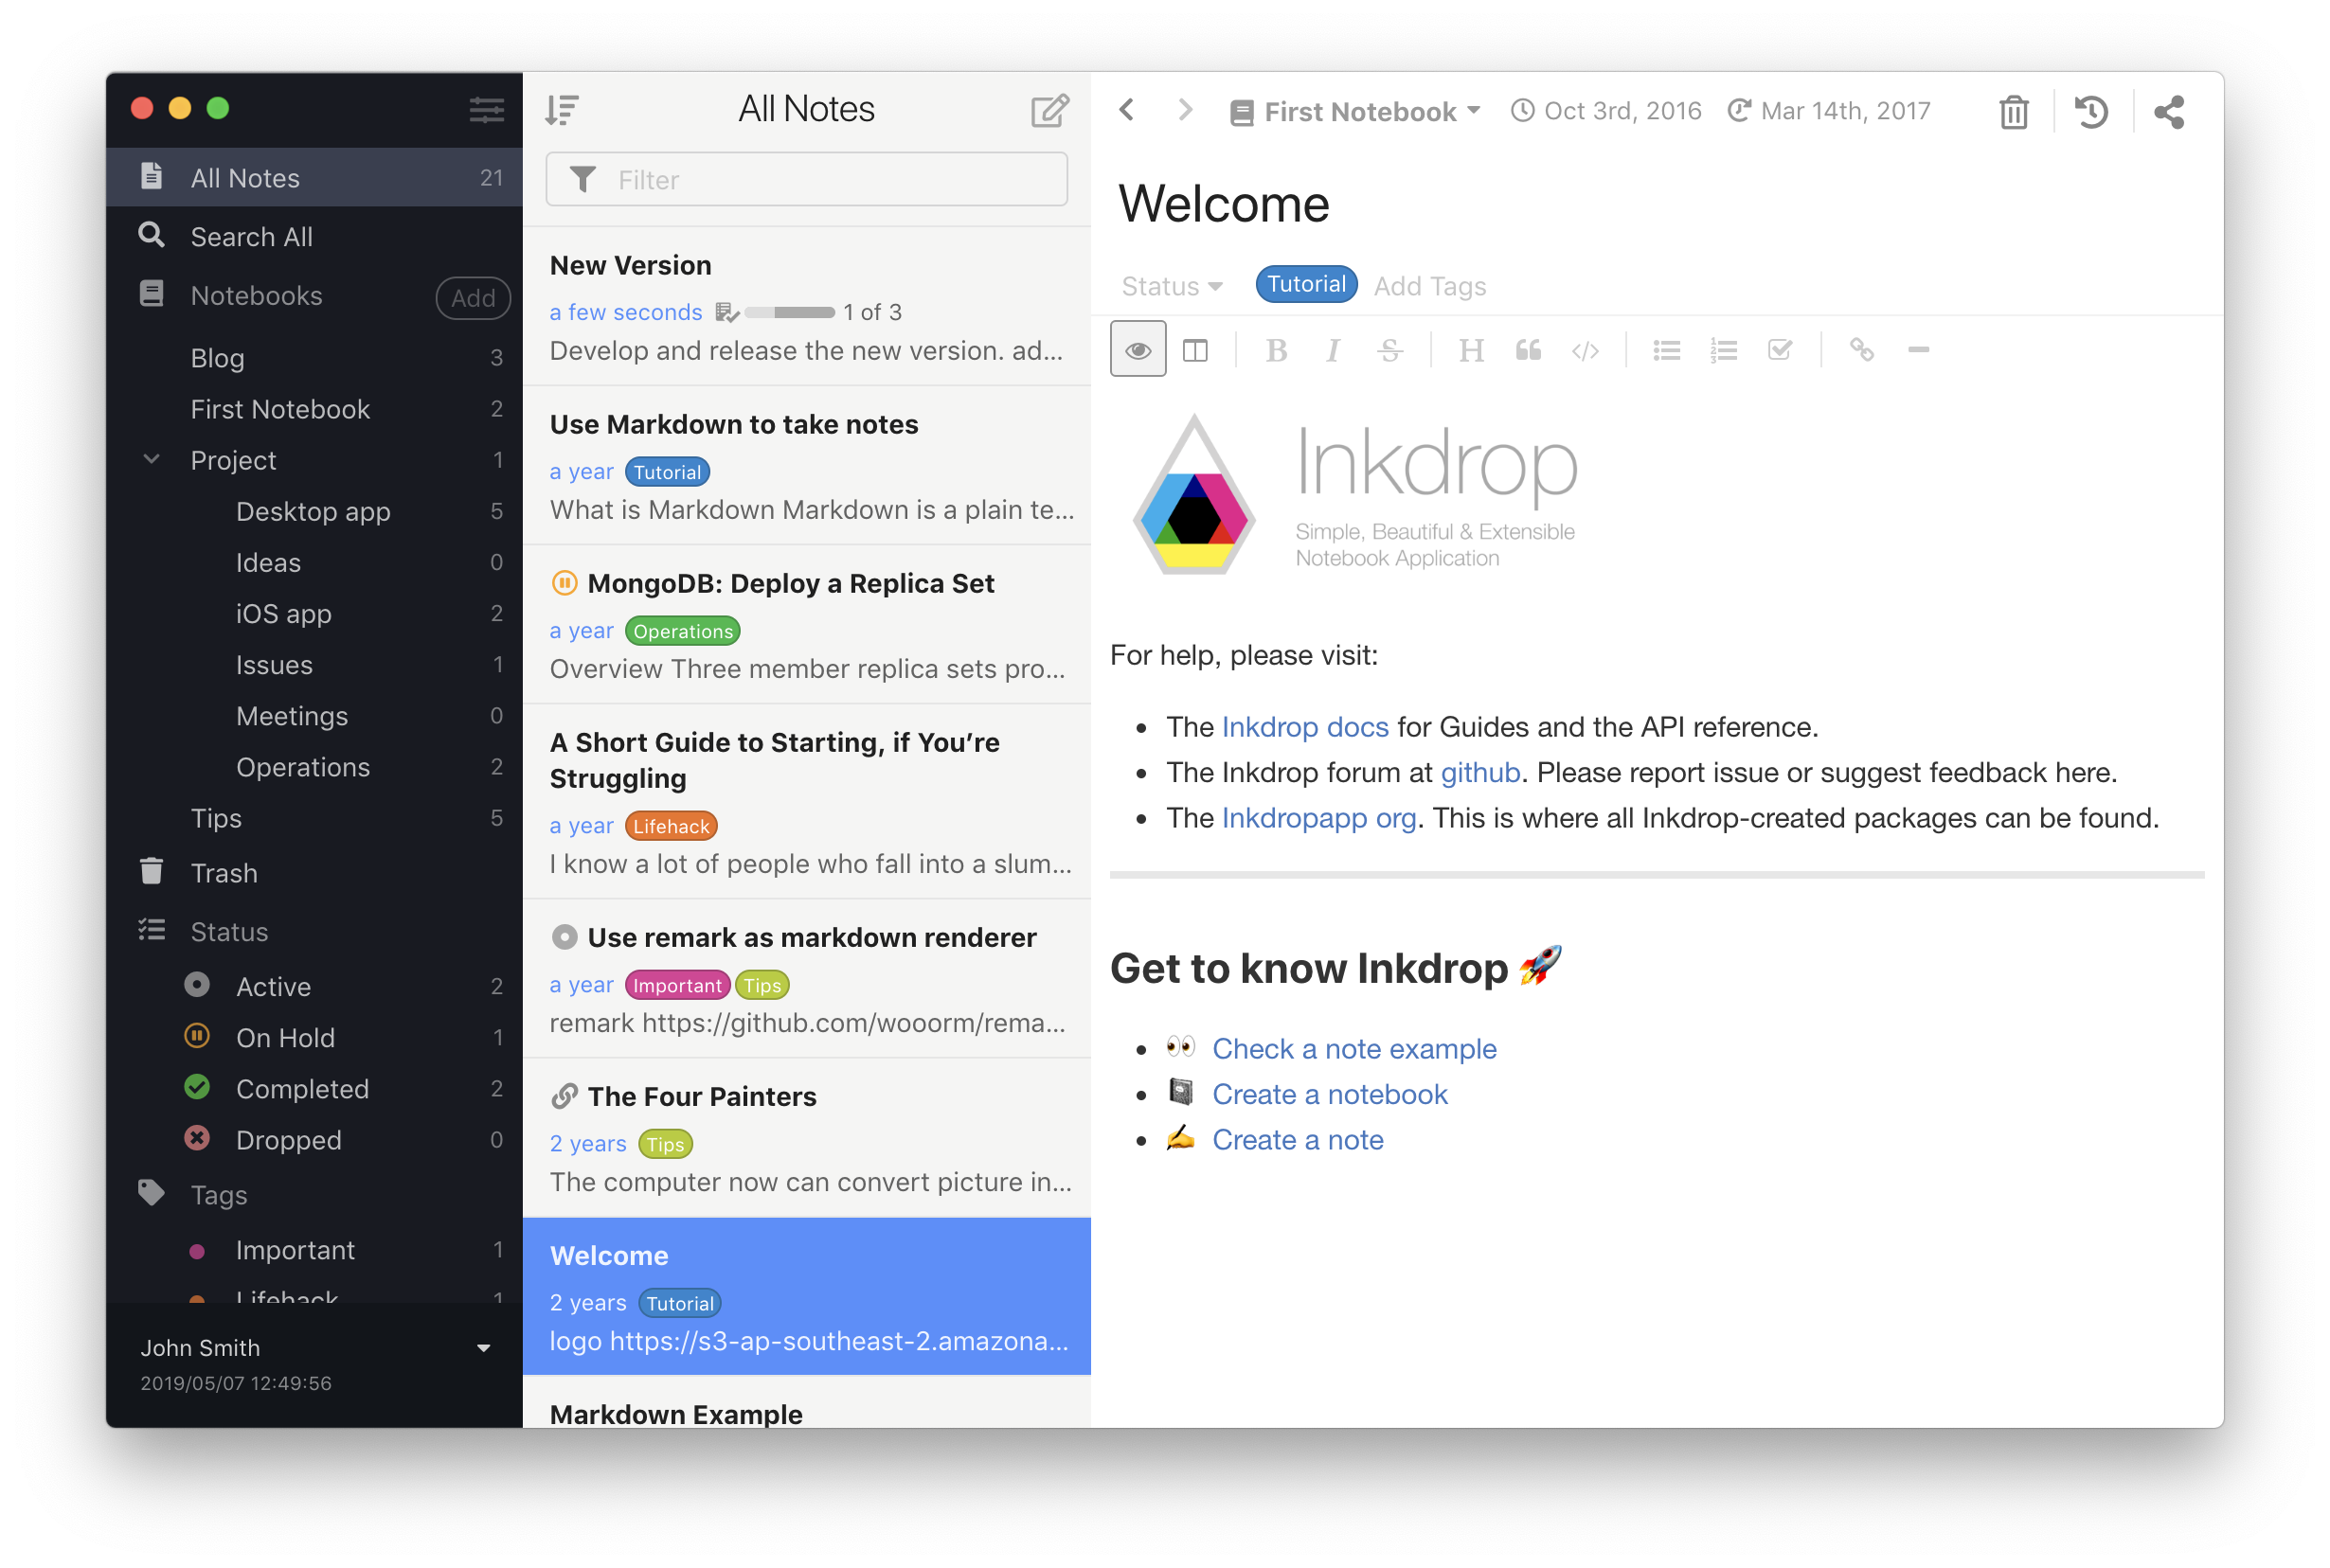 All Notes 21
Search All
Notebooks Add
Blog 3
First Notebook 2
Project 1
Desktop app 5
Ideas 0
iOS app 2
Issues 1
Meetings 0
Operations 2
Tips 5
Trash
Status
Active 2
On Hold 1
Completed 2
Dropped 0
Tags
Important 1
Lifehack 1
John Smith
2019/05/07 12:49:56
All Notes
Filter
New Version
a few seconds 1 of 3
Develop and release the new version. ad...
Use Markdown to take notes
a year Tutorial
What is Markdown Markdown is a plain te...
MongoDB: Deploy a Replica Set
a year Operations
Overview Three member replica sets pro...
A Short Guide to Starting, if You’re
Struggling
a year Lifehack
I know a lot of people who fall into a slum...
Use remark as markdown renderer
a year Important Tips
remark https://github.com/wooorm/rema...
The Four Painters
2 years Tips
The computer now can convert picture in...
Welcome
2 years Tutorial
logo https://s3-ap-southeast-2.amazona...
Markdown Example
First Notebook Oct 3rd, 2016 Mar 14th, 2017
Welcome
Status Tutorial Add Tags
B I S H
Inkdrop
Simple, Beautiful & Extensible
Notebook Application
For help, please visit:
• The Inkdrop docs for Guides and the API reference.
• The Inkdrop forum at github. Please report issue or suggest feedback here.
• The Inkdropapp org. This is where all Inkdrop-created packages can be found.
Get to know Inkdrop 🚀
• 👀 Check a note example
• 📓 Create a notebook
• ✍️ Create a note